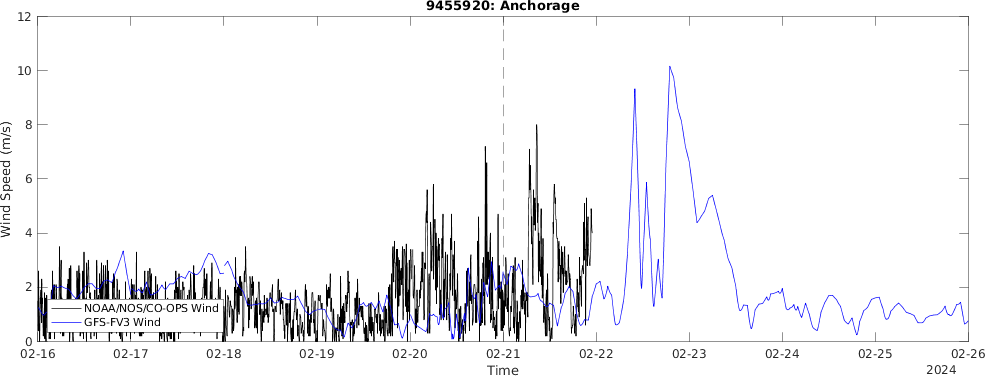 9455920: Anchorage
12
10
8
6
4
2
0
Wind Speed (m/s)
NOAA/NOS/CO-OPS Wind
GFS-FV3 Wind
02-16 02-17 02-18 02-19 02-20 02-21 02-22 02-23 02-24 02-25 02-26
Time
2024